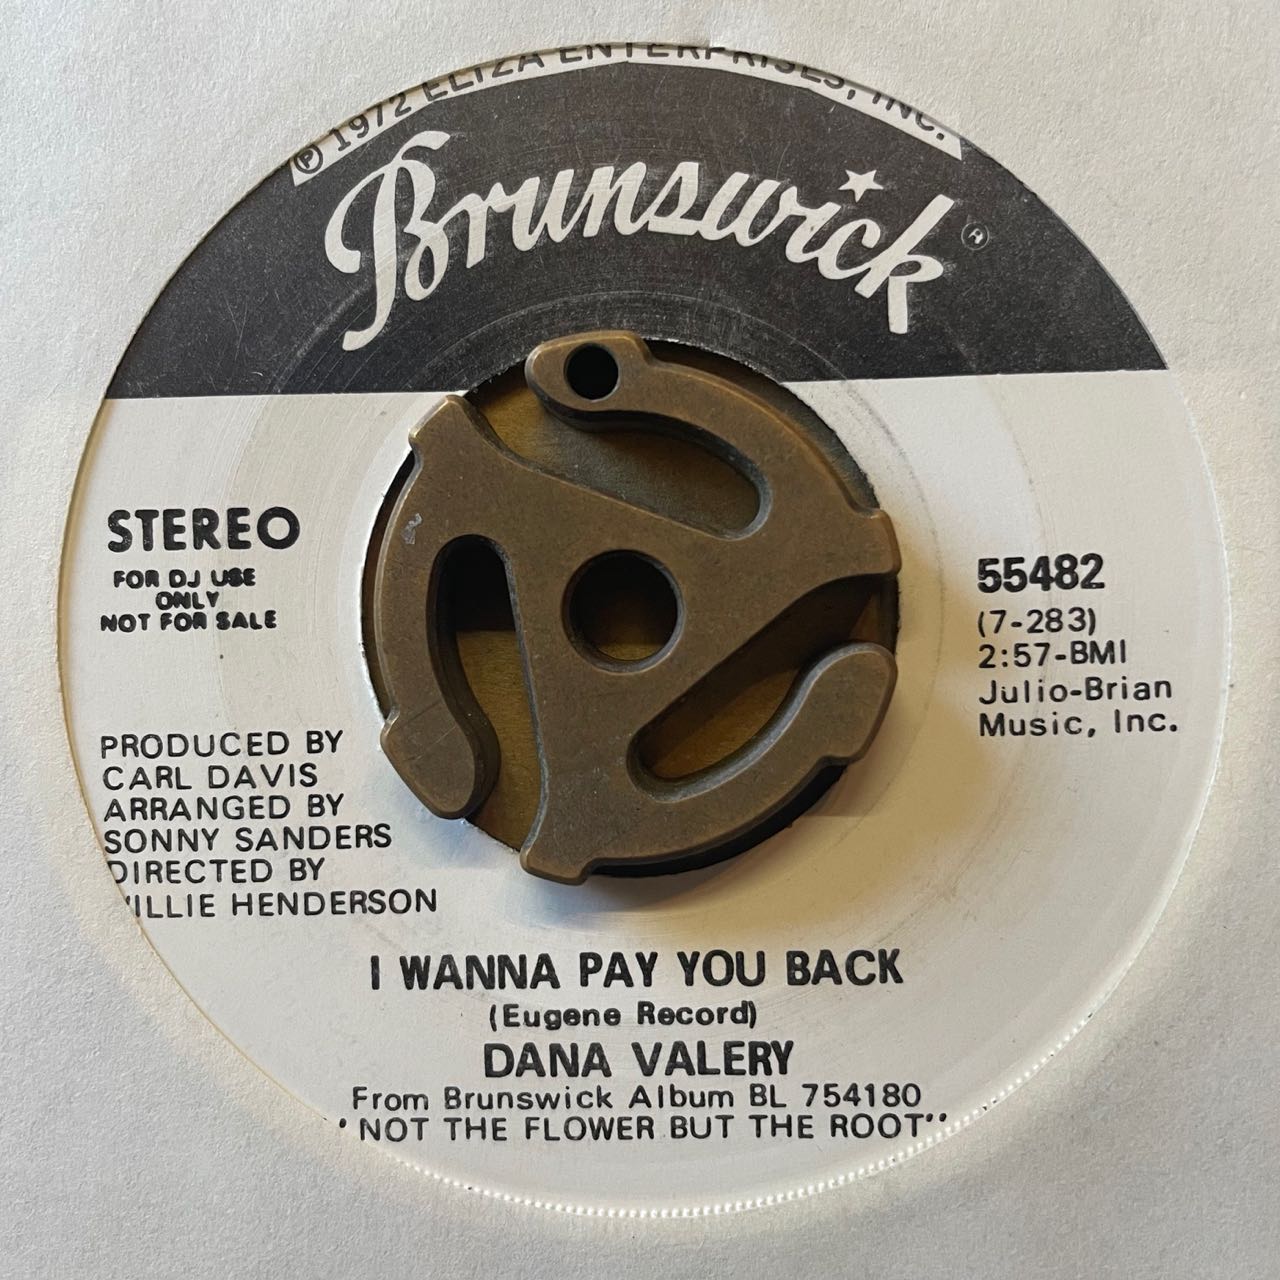 ℗ 1972 ELIZA ENTERPRISES, INC.
Brunswick ®
STEREO
FOR DJ USE
ONLY
NOT FOR SALE
55482
(7-283)
2:57-BMI
Julio-Brian
Music, Inc.
PRODUCED BY
CARL DAVIS
ARRANGED BY
SONNY SANDERS
DIRECTED BY
WILLIE HENDERSON
I WANNA PAY YOU BACK
(Eugene Record)
DANA VALERY
From Brunswick Album BL 754180
"NOT THE FLOWER BUT THE ROOT"